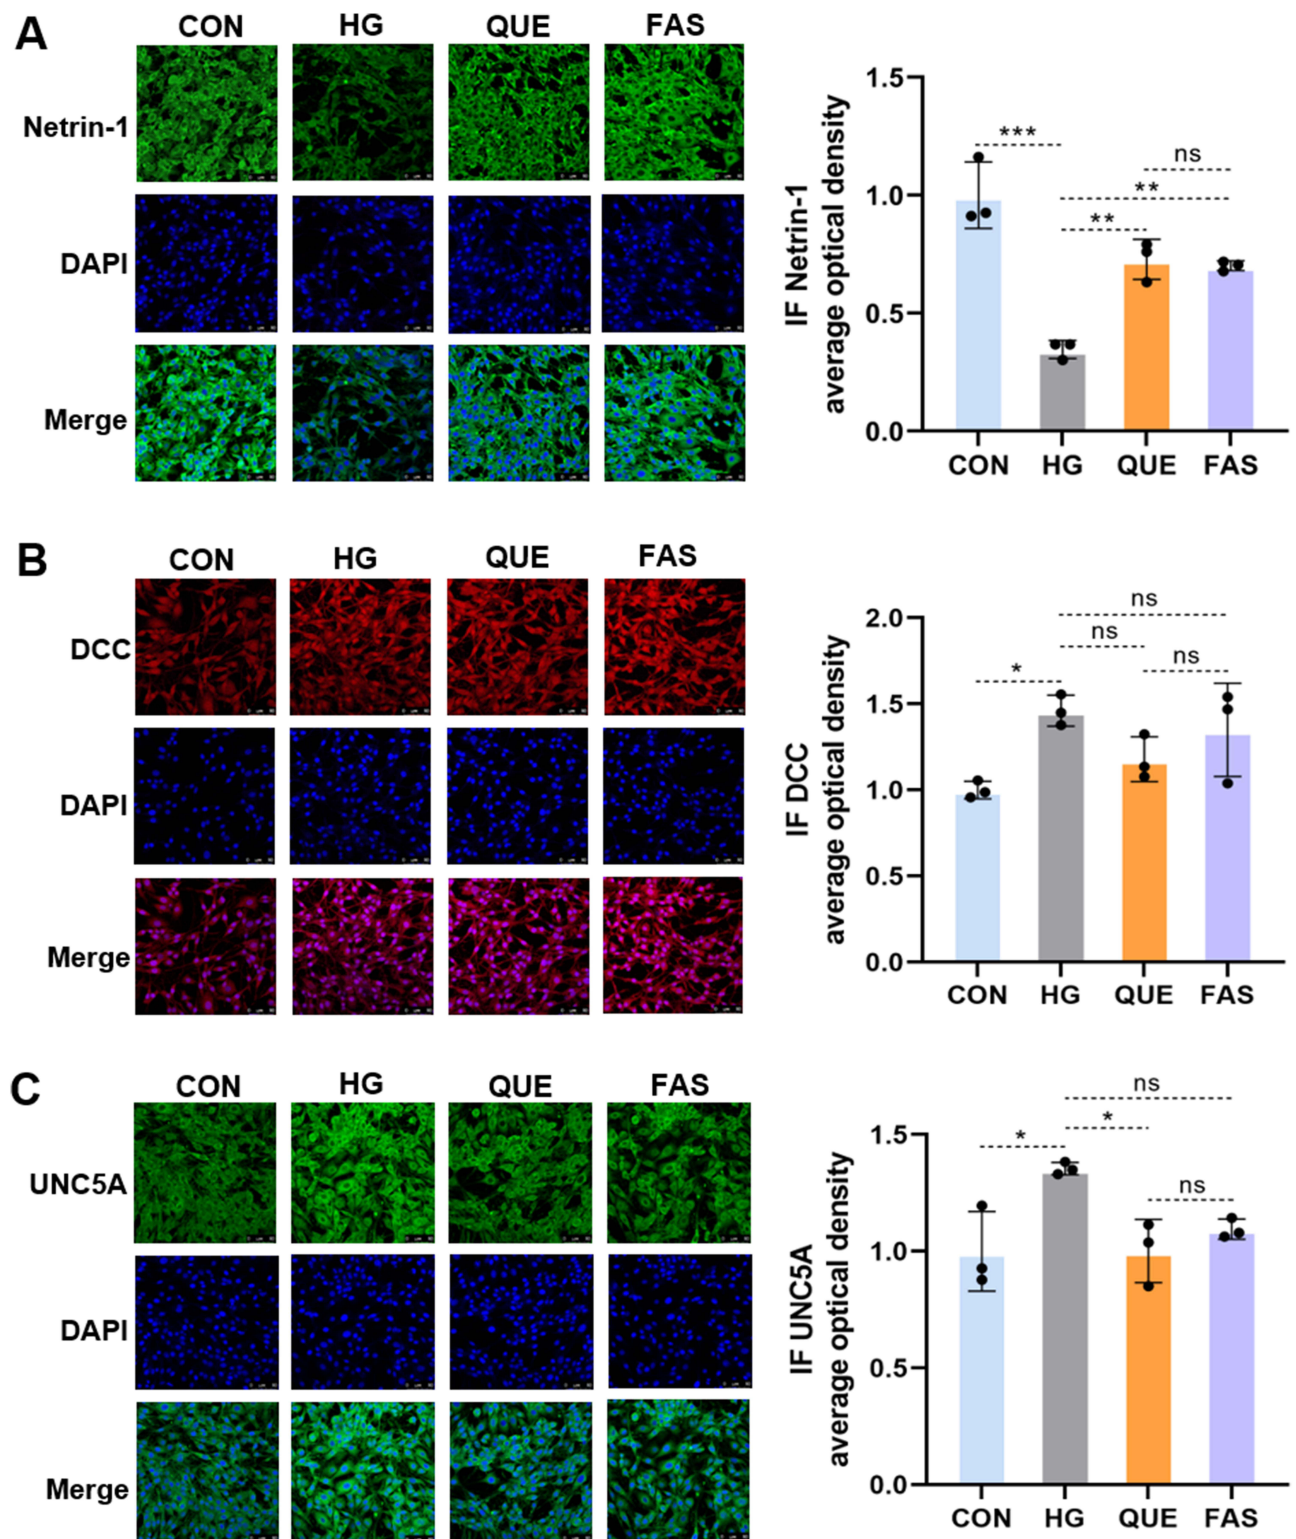 A
CON HG QUE FAS
Netrin-1
DAPI
Merge
IF Netrin-1
average optical density
1.5
1.0
0.5
0.0
***
ns
**
**
CON HG QUE FAS
B
CON HG QUE FAS
DCC
DAPI
Merge
IF DCC
average optical density
2.0
1.5
1.0
0.5
0.0
ns
ns
ns
*
CON HG QUE FAS
C
CON HG QUE FAS
UNC5A
DAPI
Merge
IF UNC5A
average optical density
1.5
1.0
0.5
0.0
ns
*
*
ns
CON HG QUE FAS